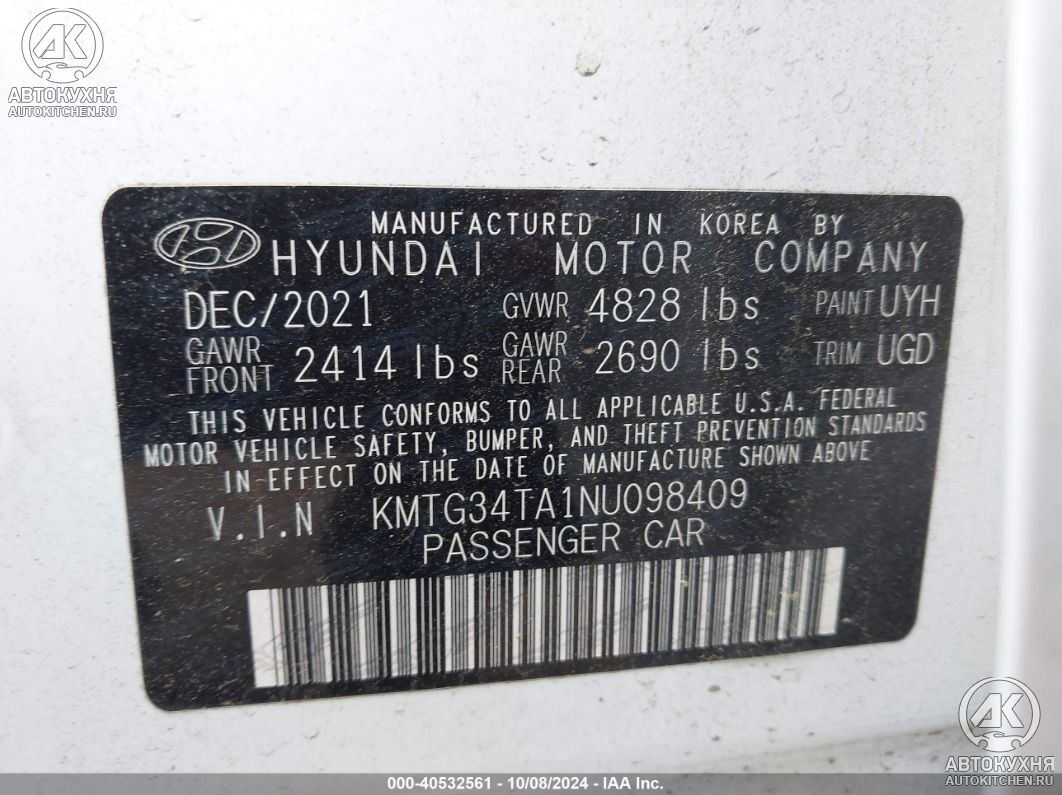 AK
АВТОКУХНЯ
AUTOKITCHEN.RU
MANUFACTURED IN KOREA BY
HYUNDAI MOTOR COMPANY
DEC/2021 GVWR 4828 lbs PAINT UYH
GAWR FRONT 2414 lbs GAWR REAR 2690 lbs TRIM UGD
THIS VEHICLE CONFORMS TO ALL APPLICABLE U.S.A. FEDERAL
MOTOR VEHICLE SAFETY, BUMPER, AND THEFT PREVENTION STANDARDS
IN EFFECT ON THE DATE OF MANUFACTURE SHOWN ABOVE
V.I.N KMTG34TA1NU098409
PASSENGER CAR
AK
АВТОКУХНЯ
AUTOKITCHEN.RU
000-40532561 - 10/08/2024 - IAA Inc.